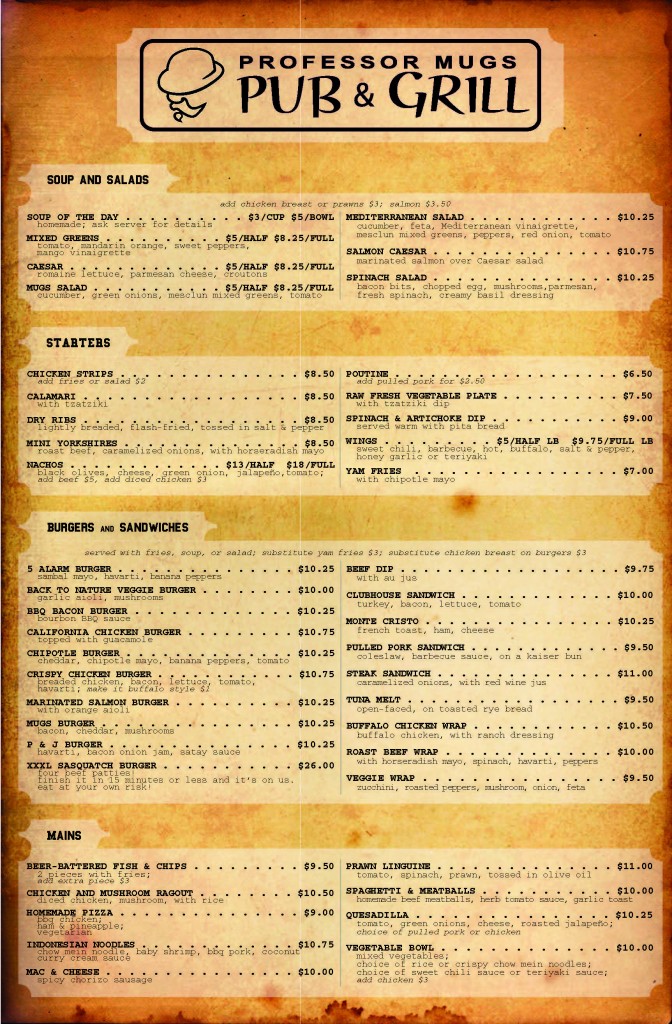 PROFESSOR MUGS
PUB & GRILL
SOUP AND SALADS
add chicken breast or prawns $3; salmon $3.50
SOUP OF THE DAY . . . . . . . . . . $3/CUP $5/BOWL
homemade; ask server for details
MIXED GREENS . . . . . . . . . . . $5/HALF $8.25/FULL
tomato, mandarin orange, sweet peppers,
mango vinaigrette
CAESAR . . . . . . . . . . . . . . $5/HALF $8.25/FULL
romaine lettuce, parmesan cheese, croutons
MUGS SALAD . . . . . . . . . . . . $5/HALF $8.25/FULL
cucumber, green onions, mesclun mixed greens, tomato
MEDITERRANEAN SALAD . . . . . . . . . . . . $10.25
cucumber, feta, Mediterranean vinaigrette,
mesclun mixed greens, peppers, red onion, tomato
SALMON CAESAR . . . . . . . . . . . . . . . $10.75
marinated salmon over Caesar salad
SPINACH SALAD . . . . . . . . . . . . . . . $10.25
bacon bits, chopped egg, mushrooms,parmesan,
fresh spinach, creamy basil dressing
STARTERS
CHICKEN STRIPS . . . . . . . . . . . . . . . $8.50
add fries or salad $2
CALAMARI . . . . . . . . . . . . . . . . . . $8.50
with tzatziki
DRY RIBS . . . . . . . . . . . . . . . . . . $8.50
lightly breaded, flash-fried, tossed in salt & pepper
MINI YORKSHIRES . . . . . . . . . . . . . . $8.50
roast beef, caramelized onions, with horseradish mayo
NACHOS . . . . . . . . . . . . . . $13/HALF $18/FULL
black olives, cheese, green onion, jalapeño,tomato;
add beef $5, add diced chicken $3
POUTINE . . . . . . . . . . . . . . . . . . $6.50
add pulled pork for $2.50
RAW FRESH VEGETABLE PLATE . . . . . . . . . $7.50
with tzatziki dip
SPINACH & ARTICHOKE DIP . . . . . . . . . . $9.00
served warm with pita bread
WINGS . . . . . . . . . $5/HALF LB $9.75/FULL LB
sweet chili, barbecue, hot, buffalo, salt & pepper,
honey garlic or teriyaki
YAM FRIES . . . . . . . . . . . . . . . . . $7.00
with chipotle mayo
BURGERS AND SANDWICHES
served with fries, soup, or salad; substitute yam fries $3; substitute chicken breast on burgers $3
5 ALARM BURGER . . . . . . . . . . . . . . $10.25
sambal mayo, havarti, banana peppers
BACK TO NATURE VEGGIE BURGER . . . . . . . $10.00
garlic aioli, mushrooms
BBQ BACON BURGER . . . . . . . . . . . . . $10.25
bourbon BBQ sauce
CALIFORNIA CHICKEN BURGER . . . . . . . . $10.75
topped with guacamole
CHIPOTLE BURGER . . . . . . . . . . . . . $10.25
cheddar, chipotle mayo, banana peppers, tomato
CRISPY CHICKEN BURGER . . . . . . . . . . $10.75
breaded chicken, bacon, lettuce, tomato,
havarti; make it buffalo style $1
MARINATED SALMON BURGER . . . . . . . . . $10.25
with orange aioli
MUGS BURGER . . . . . . . . . . . . . . . $10.25
bacon, cheddar, mushrooms
P & J BURGER . . . . . . . . . . . . . . . $10.25
havarti, bacon onion jam, satay sauce
XXXL SASQUATCH BURGER . . . . . . . . . . $26.00
four beef patties!
finish it in 15 minutes or less and it's on us.
eat at your own risk!
BEEF DIP . . . . . . . . . . . . . . . . . . $9.75
with au jus
CLUBHOUSE SANDWICH . . . . . . . . . . . . $10.00
turkey, bacon, lettuce, tomato
MONTE CRISTO . . . . . . . . . . . . . . . $10.25
french toast, ham, cheese
PULLED PORK SANDWICH . . . . . . . . . . . $9.50
coleslaw, barbecue sauce, on a kaiser bun
STEAK SANDWICH . . . . . . . . . . . . . . $11.00
caramelized onions, with red wine jus
TUNA MELT . . . . . . . . . . . . . . . . . $9.50
open-faced, on toasted rye bread
BUFFALO CHICKEN WRAP . . . . . . . . . . . $10.50
buffalo chicken, with ranch dressing
ROAST BEEF WRAP . . . . . . . . . . . . . $10.00
with horseradish mayo, spinach, havarti, peppers
VEGGIE WRAP . . . . . . . . . . . . . . . . $9.50
zucchini, roasted peppers, mushroom, onion, feta
MAINS
BEER-BATTERED FISH & CHIPS . . . . . . . . $9.50
2 pieces with fries;
add extra piece $3
CHICKEN AND MUSHROOM RAGOUT . . . . . . . $10.50
diced chicken, mushroom, with rice
HOMEMADE PIZZA . . . . . . . . . . . . . . $9.00
bbq chicken;
ham & pineapple;
vegetarian
INDONESIAN NOODLES . . . . . . . . . . . . $10.75
chow mein noodle, baby shrimp, bbq pork, coconut
curry cream sauce
MAC & CHEESE . . . . . . . . . . . . . . . $10.00
spicy chorizo sausage
PRAWN LINGUINE . . . . . . . . . . . . . . $11.00
tomato, spinach, prawn, tossed in olive oil
SPAGHETTI & MEATBALLS . . . . . . . . . . $10.00
homemade beef meatballs, herb tomato sauce, garlic toast
QUESADILLA . . . . . . . . . . . . . . . . $10.25
tomato, green onions, cheese, roasted jalapeño;
choice of pulled pork or chicken
VEGETABLE BOWL . . . . . . . . . . . . . . $10.00
mixed vegetables;
choice of rice or crispy chow mein noodles;
choice of sweet chili sauce or teriyaki sauce;
add chicken $3